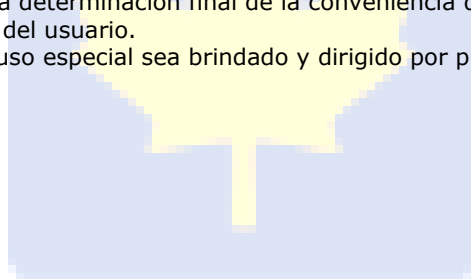 a determinación final de la conveniencia
del usuario.
uso especial sea brindado y dirigido por